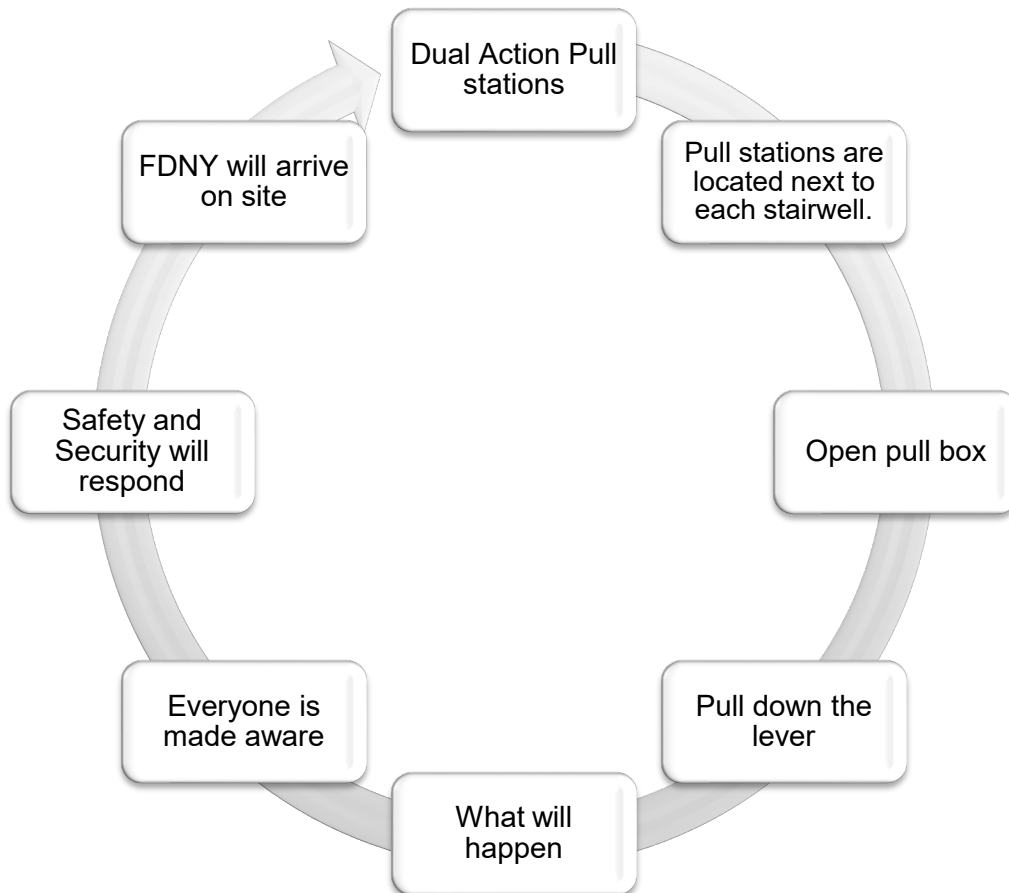 Dual Action Pull
stations
Pull stations are
located next to
each stairwell.
Open pull box
Pull down the
lever
What will
happen
Everyone is
made aware
Safety and
Security will
respond
FDNY will arrive
on site